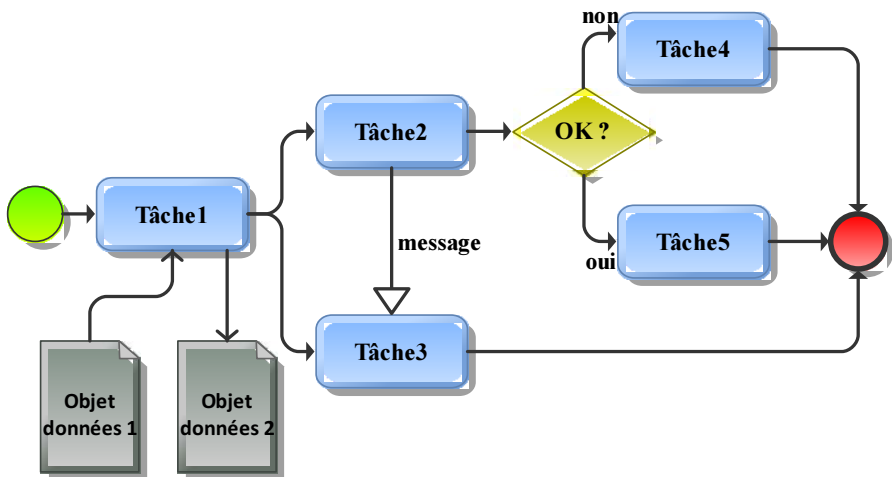 non
Tâche4
Tâche2
OK ?
Tâche1
message
Tâche5
oui
Tâche3
Objet
données 1
Objet
données 2